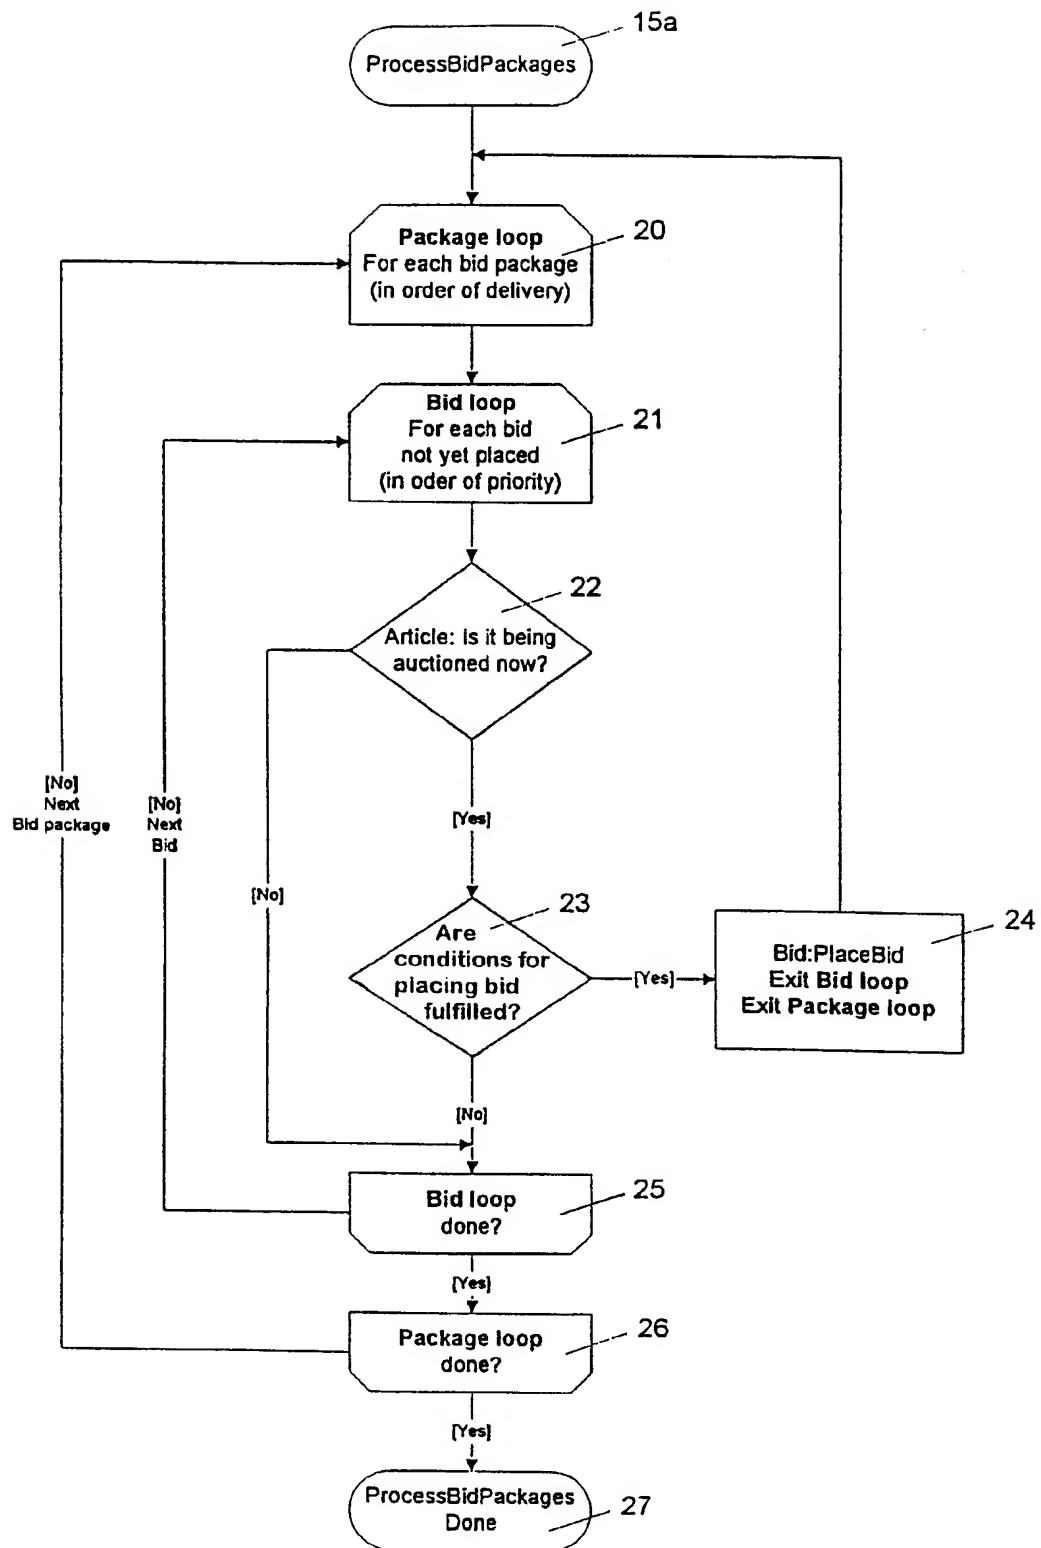 15a
ProcessBidPackages
Package loop
For each bid package
(in order of delivery)
20
Bid loop
For each bid
not yet placed
(in oder of priority)
21
22
Article: Is it being
auctioned now?
[No]
Next
Bid package
[No]
Next
Bid
[Yes]
[No]
23
Are
conditions for
placing bid
fulfilled?
[Yes]
24
Bid:PlaceBid
Exit Bid loop
Exit Package loop
[No]
Bid loop
done?
25
[Yes]
Package loop
done?
26
[Yes]
ProcessBidPackages
Done
27